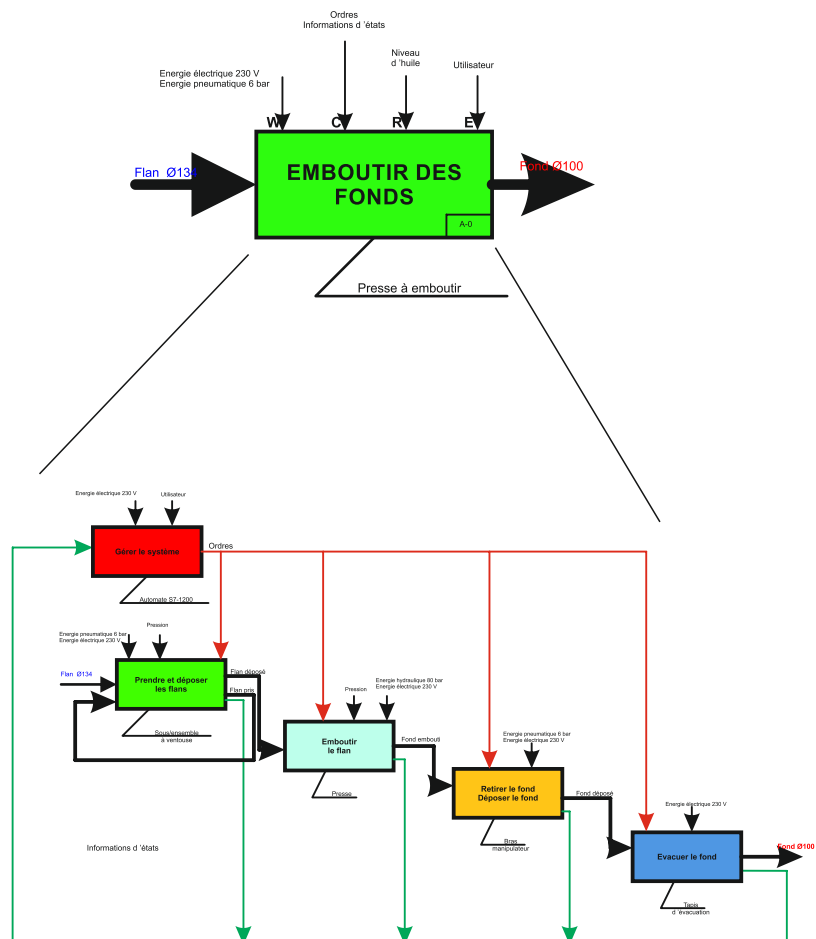 Ordres
Informations d 'états
Niveau
d 'huile
Utilisateur
Energie électrique 230 V
Energie pneumatique 6 bar
W
C
R
E
Flan Ø134
EMBOUTIR DES
FONDS
Fond Ø100
A-0
Presse à emboutir
Energie électrique 230 V
Utilisateur
Gérer le système
Ordres
Automate S7-1200
Pression
Energie pneumatique 6 bar
Energie électrique 230 V
Flan Ø134
Prendre et déposer
les flans
Flan déposé
Flan pris
Sous/ensemble
à ventouse
Energie hydraulique 80 bar
Energie électrique 230 V
Pression
Emboutir
le flan
Fond embouti
Presse
Energie pneumatique 6 bar
Energie électrique 230 V
Retirer le fond
Déposer le fond
Fond déposé
Bras
manipulateur
Energie électrique 230 V
Evacuer le fond
Fond Ø100
Tapis
d 'évacuation
Informations d 'états